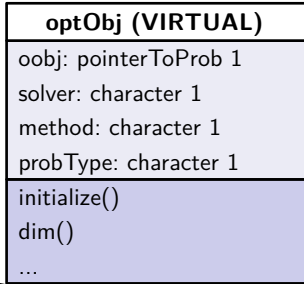 optObj (VIRTUAL)
oobj: pointerToProb 1
solver: character 1
method: character 1
probType: character 1
initialize()
dim()
...